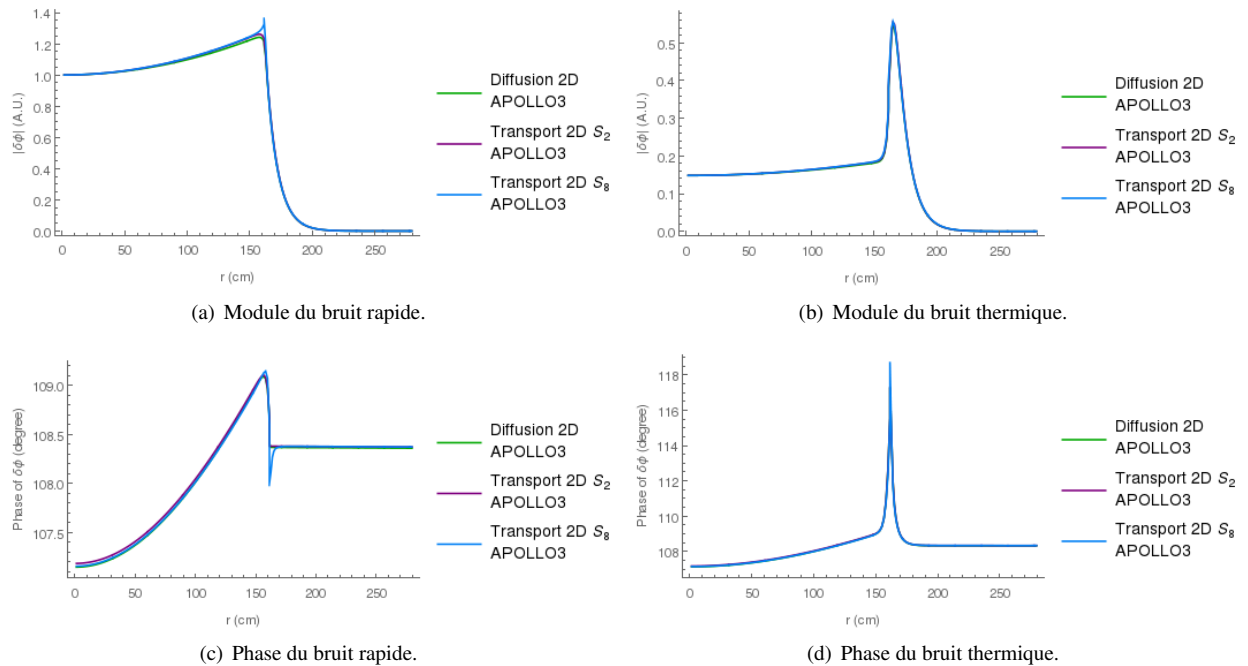 1.4
1.2
1.0
0.8
0.6
0.4
0.2
0.0
|δϕ| (A.U.)
0
50
100
150
200
250
r (cm)
Diffusion 2D
APOLLO3
Transport 2D S₂
APOLLO3
Transport 2D S₈
APOLLO3
(a) Module du bruit rapide.
0.5
0.4
0.3
0.2
0.1
0.0
|δϕ| (A.U.)
0
50
100
150
200
250
r (cm)
Diffusion 2D
APOLLO3
Transport 2D S₂
APOLLO3
Transport 2D S₈
APOLLO3
(b) Module du bruit thermique.
109.0
108.5
108.0
107.5
Phase of δϕ (degree)
0
50
100
150
200
250
r (cm)
Diffusion 2D
APOLLO3
Transport 2D S₂
APOLLO3
Transport 2D S₈
APOLLO3
(c) Phase du bruit rapide.
118
116
114
112
110
108
Phase of δϕ (degree)
0
50
100
150
200
250
r (cm)
Diffusion 2D
APOLLO3
Transport 2D S₂
APOLLO3
Transport 2D S₈
APOLLO3
(d) Phase du bruit thermique.